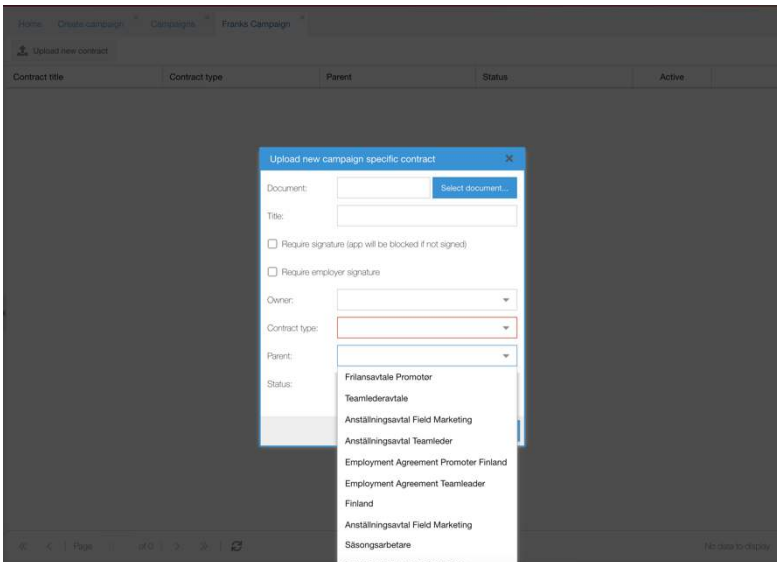 Home Create campaign Campaigns Franke Campaign
Upload new contract
Contract title Contract type Parent Status Active
Upload new campaign specific contract
Document: Select document...
Title:
Require signature (app will be blocked if not signed)
Require employer signature
Owner:
Contract type:
Parent:
Frilansavtale Promotør
Status:
Teamlederavtale
Anställningsavtal Field Marketing
Anställningsavtal Teamleder
Employment Agreement Promoter Finland
Employment Agreement Teamleader
Finland
Anställningsavtal Field Marketing
Säsongsarbetare
Page of 0 No data to display